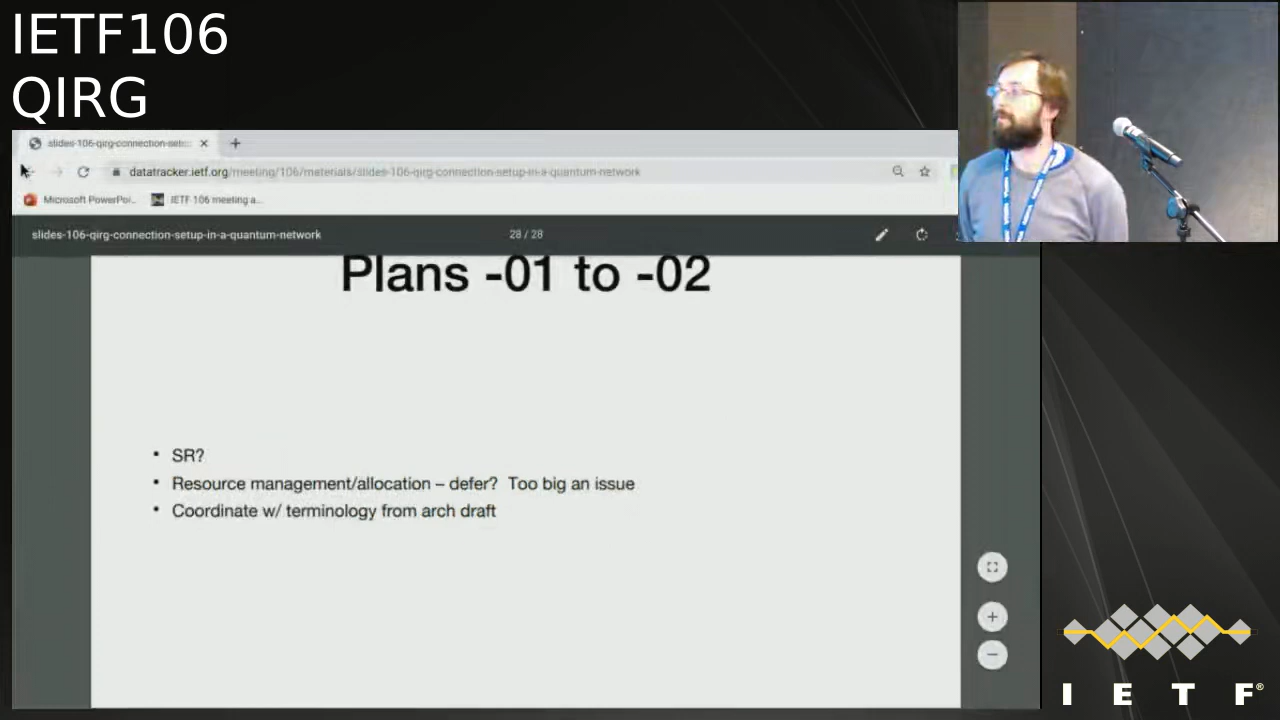 IETF106
QIRG
slides-106-qirg-connection-set
datatracker.ietf.org/meeting/106/materials/slides-106-qirg-connection-setup-in-a-quantum-network
Microsoft PowerPoi...
IETF 106 meeting a...
slides-106-qirg-connection-setup-in-a-quantum-network
28 / 28
Plans -01 to -02
• SR?
• Resource management/allocation – defer? Too big an issue
• Coordinate w/ terminology from arch draft
I E T F®